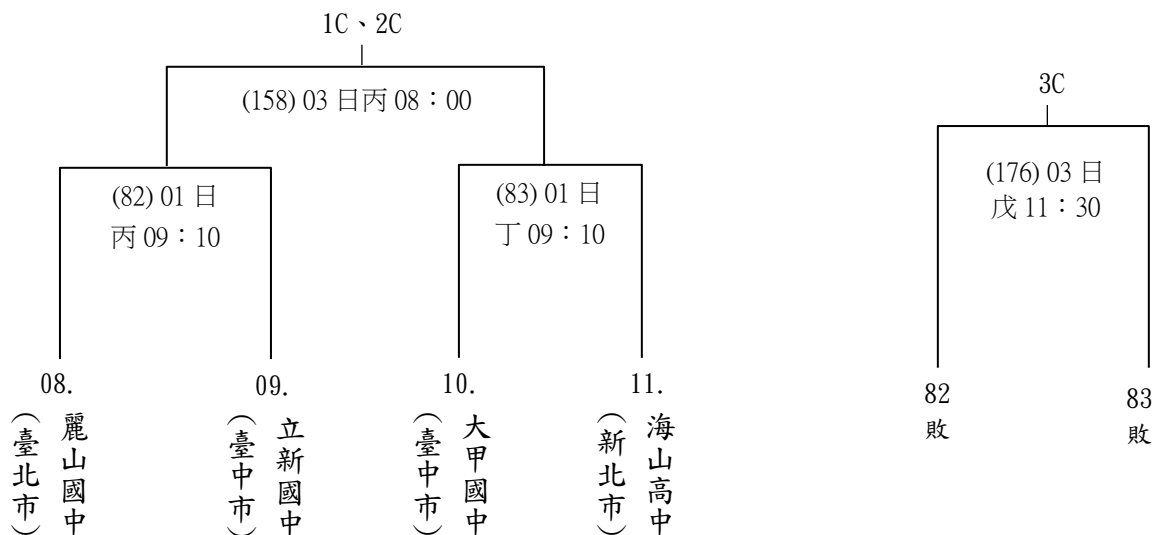 1C、2C
(158) 03 日丙 08：00
(82) 01 日
丙 09：10
(83) 01 日
丁 09：10
08.
麗山國中
(臺北市)
09.
立新國中
(臺中市)
10.
大甲國中
(臺中市)
11.
海山高中
(新北市)
3C
(176) 03 日
戊 11：30
82
敗
83
敗